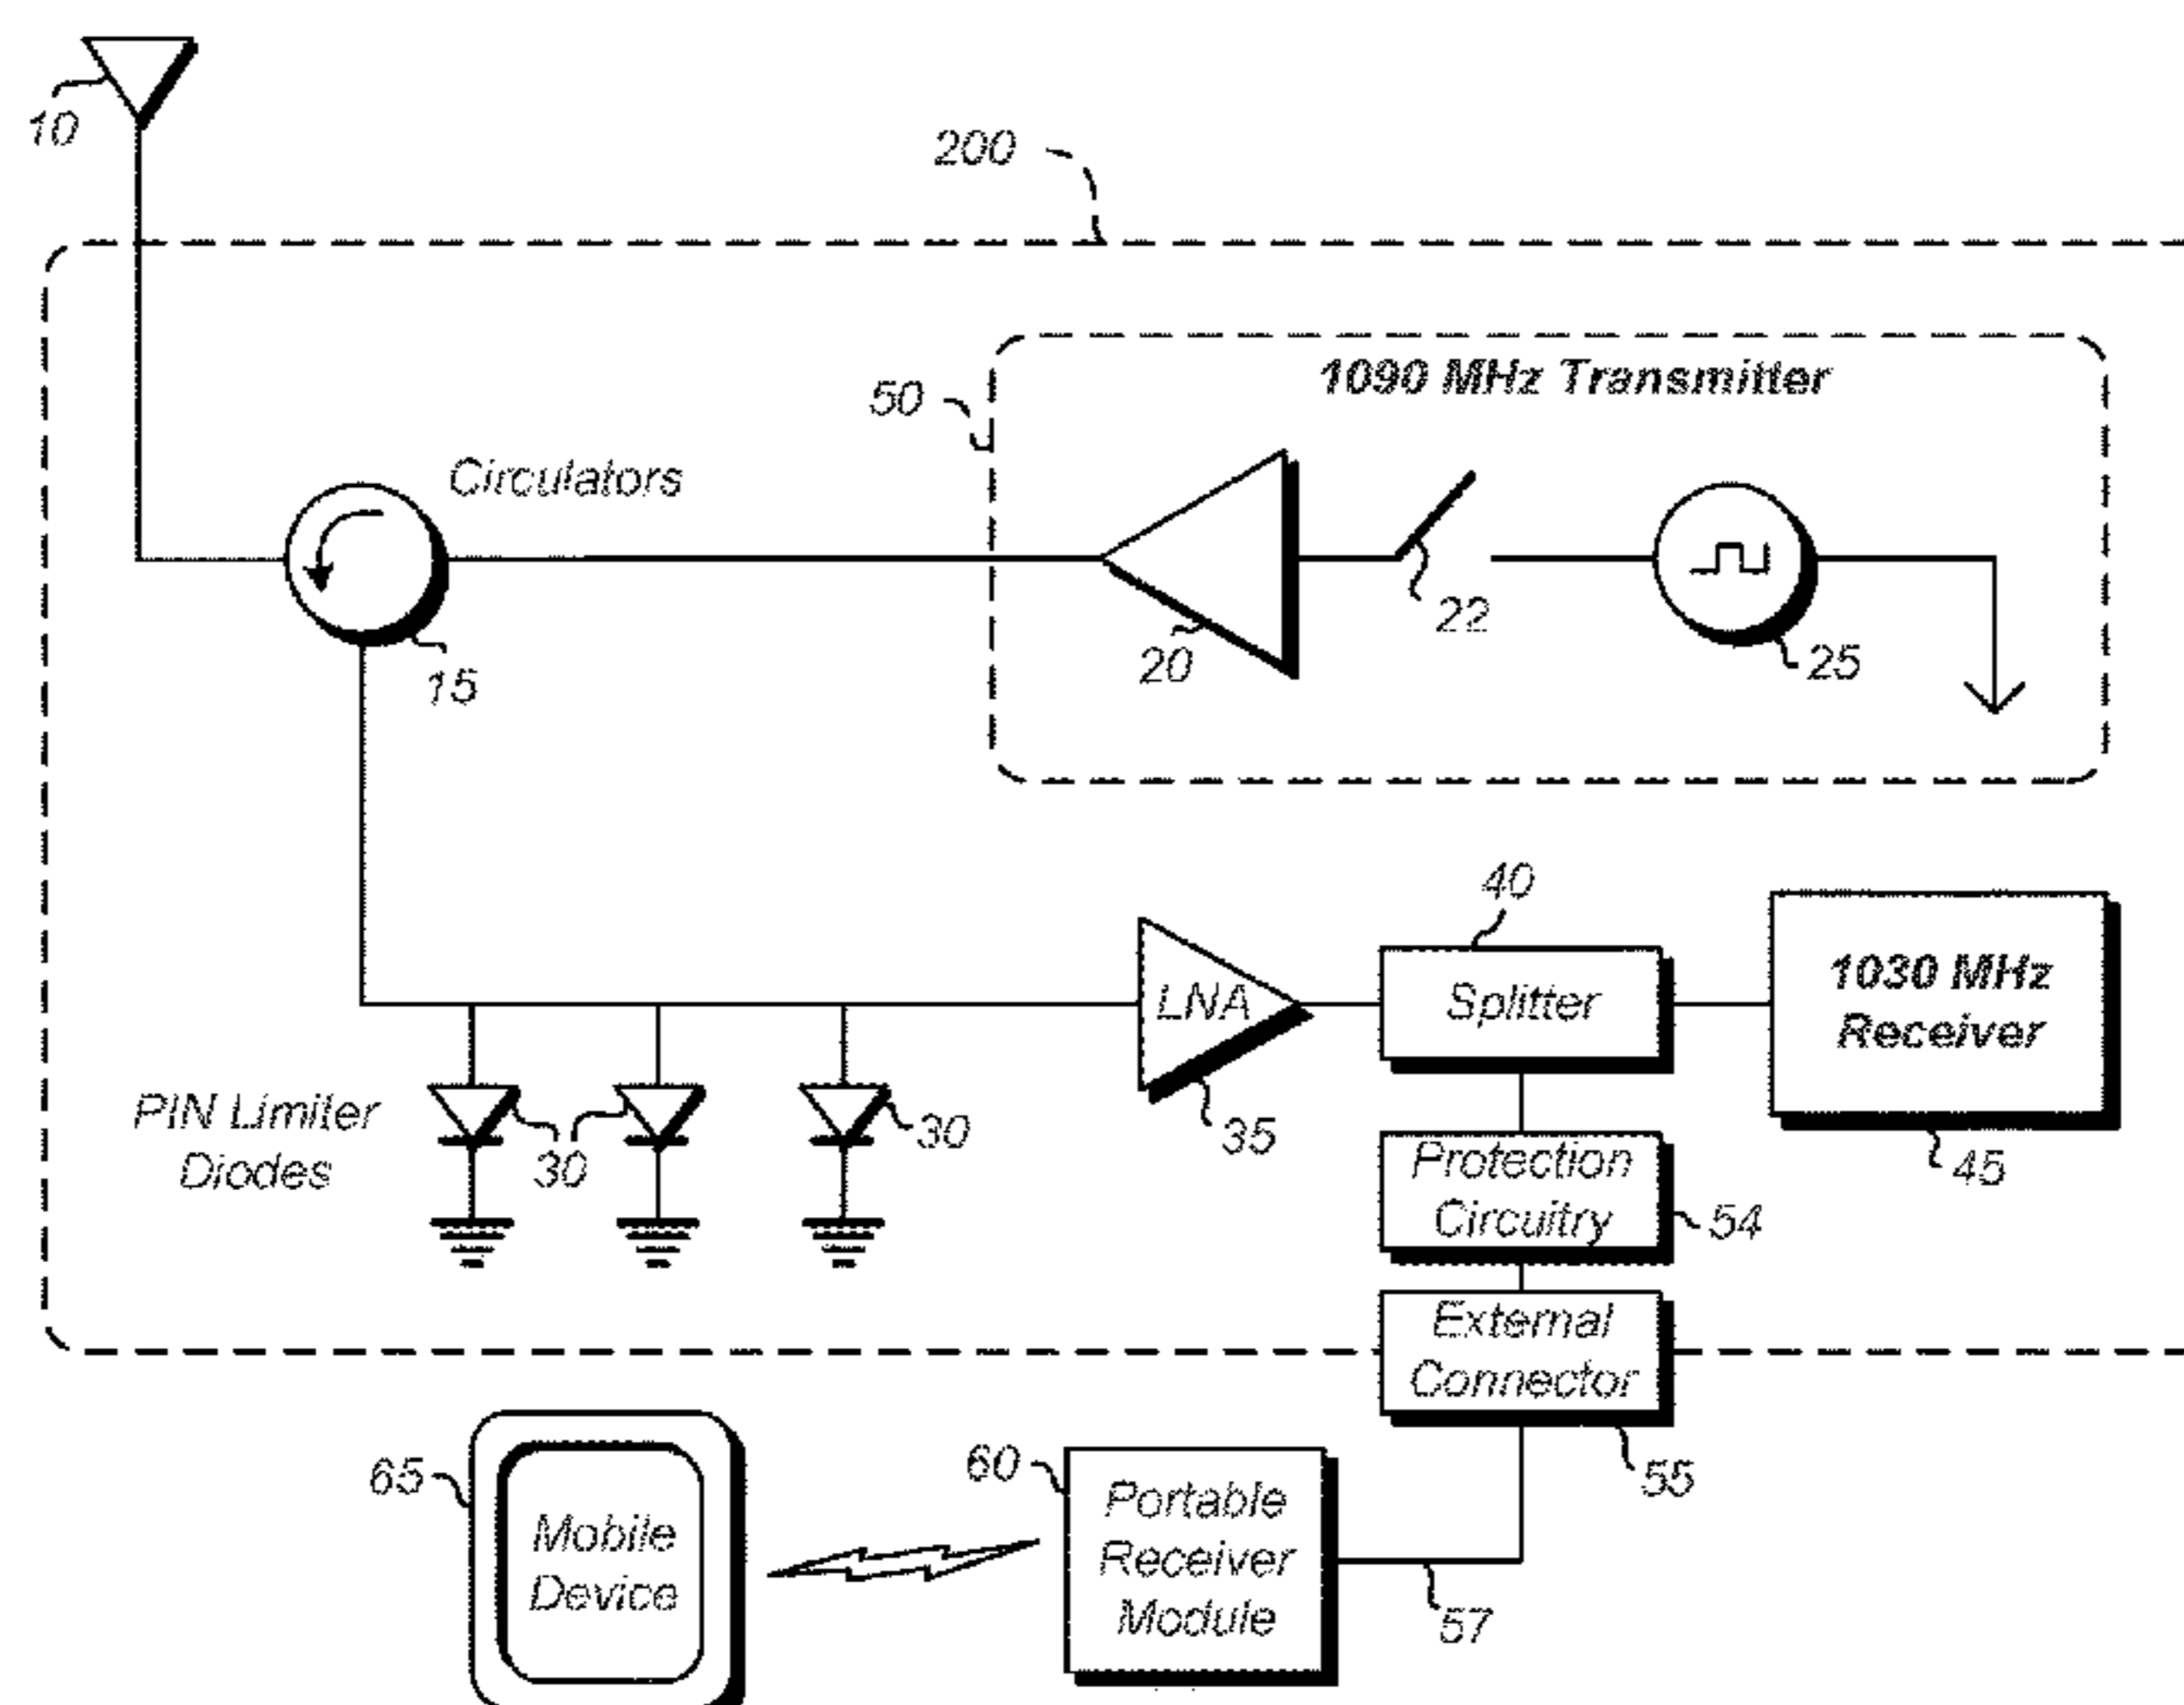 10
200
50
1090 MHz Transmitter
Circulators
15
20
22
25
40
LNA
Splitter
1030 MHz
Receiver
PIN Limiter
Diodes
30
30
35
45
Protection
Circuitry
54
External
Connector
55
65
Mobile
Device
60
Portable
Receiver
Module
57